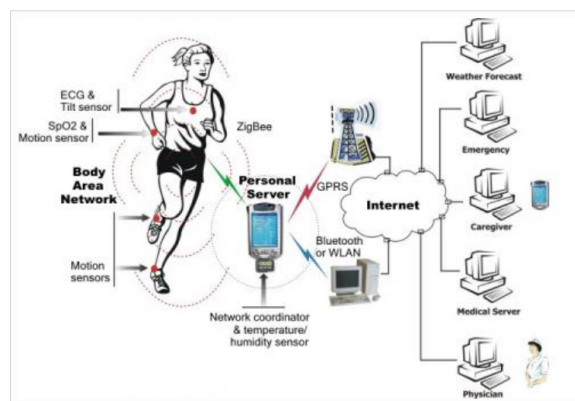 ECG &
Tilt sensor
SpO2 &
Motion sensor
ZigBee
Body
Area
Network
Motion
sensors
Personal
Server
Network coordinator
& temperature/
humidity sensor
GPRS
Bluetooth
or WLAN
Internet
Weather Forecast
Emergency
Caregiver
Medical Server
Physician